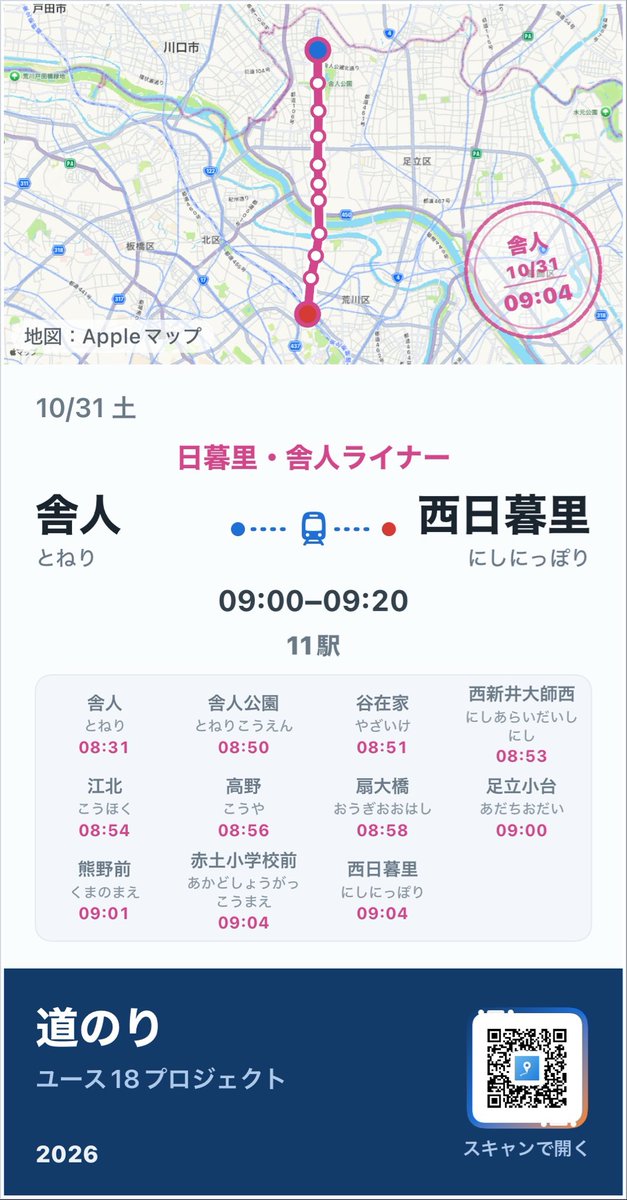 戸田市
川口市
足立区
板橋区
北区
荒川区
舎人
10/31
09:04
地図：Appleマップ
10/31 土
日暮里・舎人ライナー
舎人
西日暮里
とねり
にしにっぽり
09:00–09:20
11駅
舎人
とねり
08:31
舎人公園
とねりこうえん
08:50
谷在家
やざいけ
08:51
西新井大師西
にしあらいだいし
にし
08:53
江北
こうほく
08:54
高野
こうや
08:56
扇大橋
おうぎおおはし
08:58
足立小台
あだちおだい
09:00
熊野前
くまのまえ
09:01
赤土小学校前
あかどしょうがっ
こうまえ
09:04
西日暮里
にしにっぽり
09:04
道のり
ユース18プロジェクト
2026
スキャンで開く